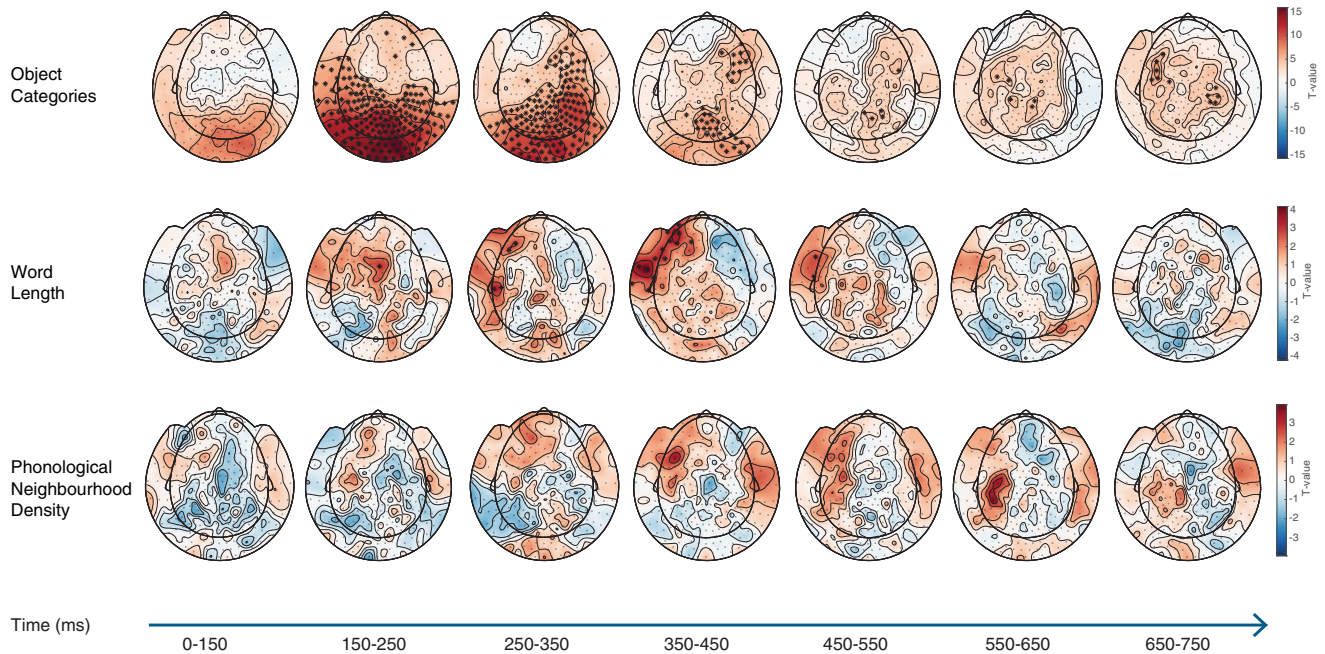 Object
Categories
15
10
5
0
-5
-10
-15
T-value
Word
Length
4
3
2
1
0
-1
-2
-3
-4
T-value
Phonological
Neighbourhood
Density
3
2
1
0
-1
-2
-3
T-value
Time (ms)
0-150 150-250 250-350 350-450 450-550 550-650 650-750